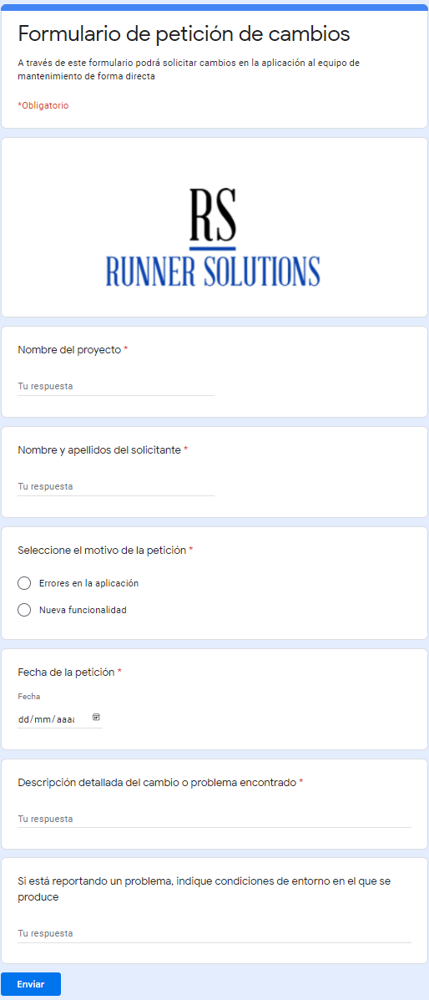 Formulario de petición de cambios
A través de este formulario podrá solicitar cambios en la aplicación al equipo de
mantenimiento de forma directa
*Obligatorio
RS
RUNNER SOLUTIONS
Nombre del proyecto *
Tu respuesta
Nombre y apellidos del solicitante *
Tu respuesta
Seleccione el motivo de la petición *
Errores en la aplicación
Nueva funcionalidad
Fecha de la petición *
Fecha
dd/mm/aaaa
Descripción detallada del cambio o problema encontrado *
Tu respuesta
Si está reportando un problema, indique condiciones de entorno en el que se
produce
Tu respuesta
Enviar